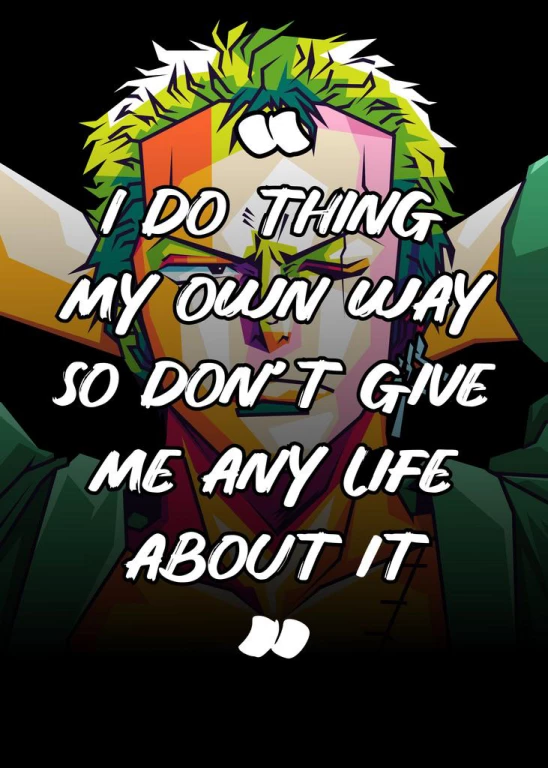 “
I DO THING
MY OWN WAY
SO DON'T GIVE
ME ANY LIFE
ABOUT IT
”